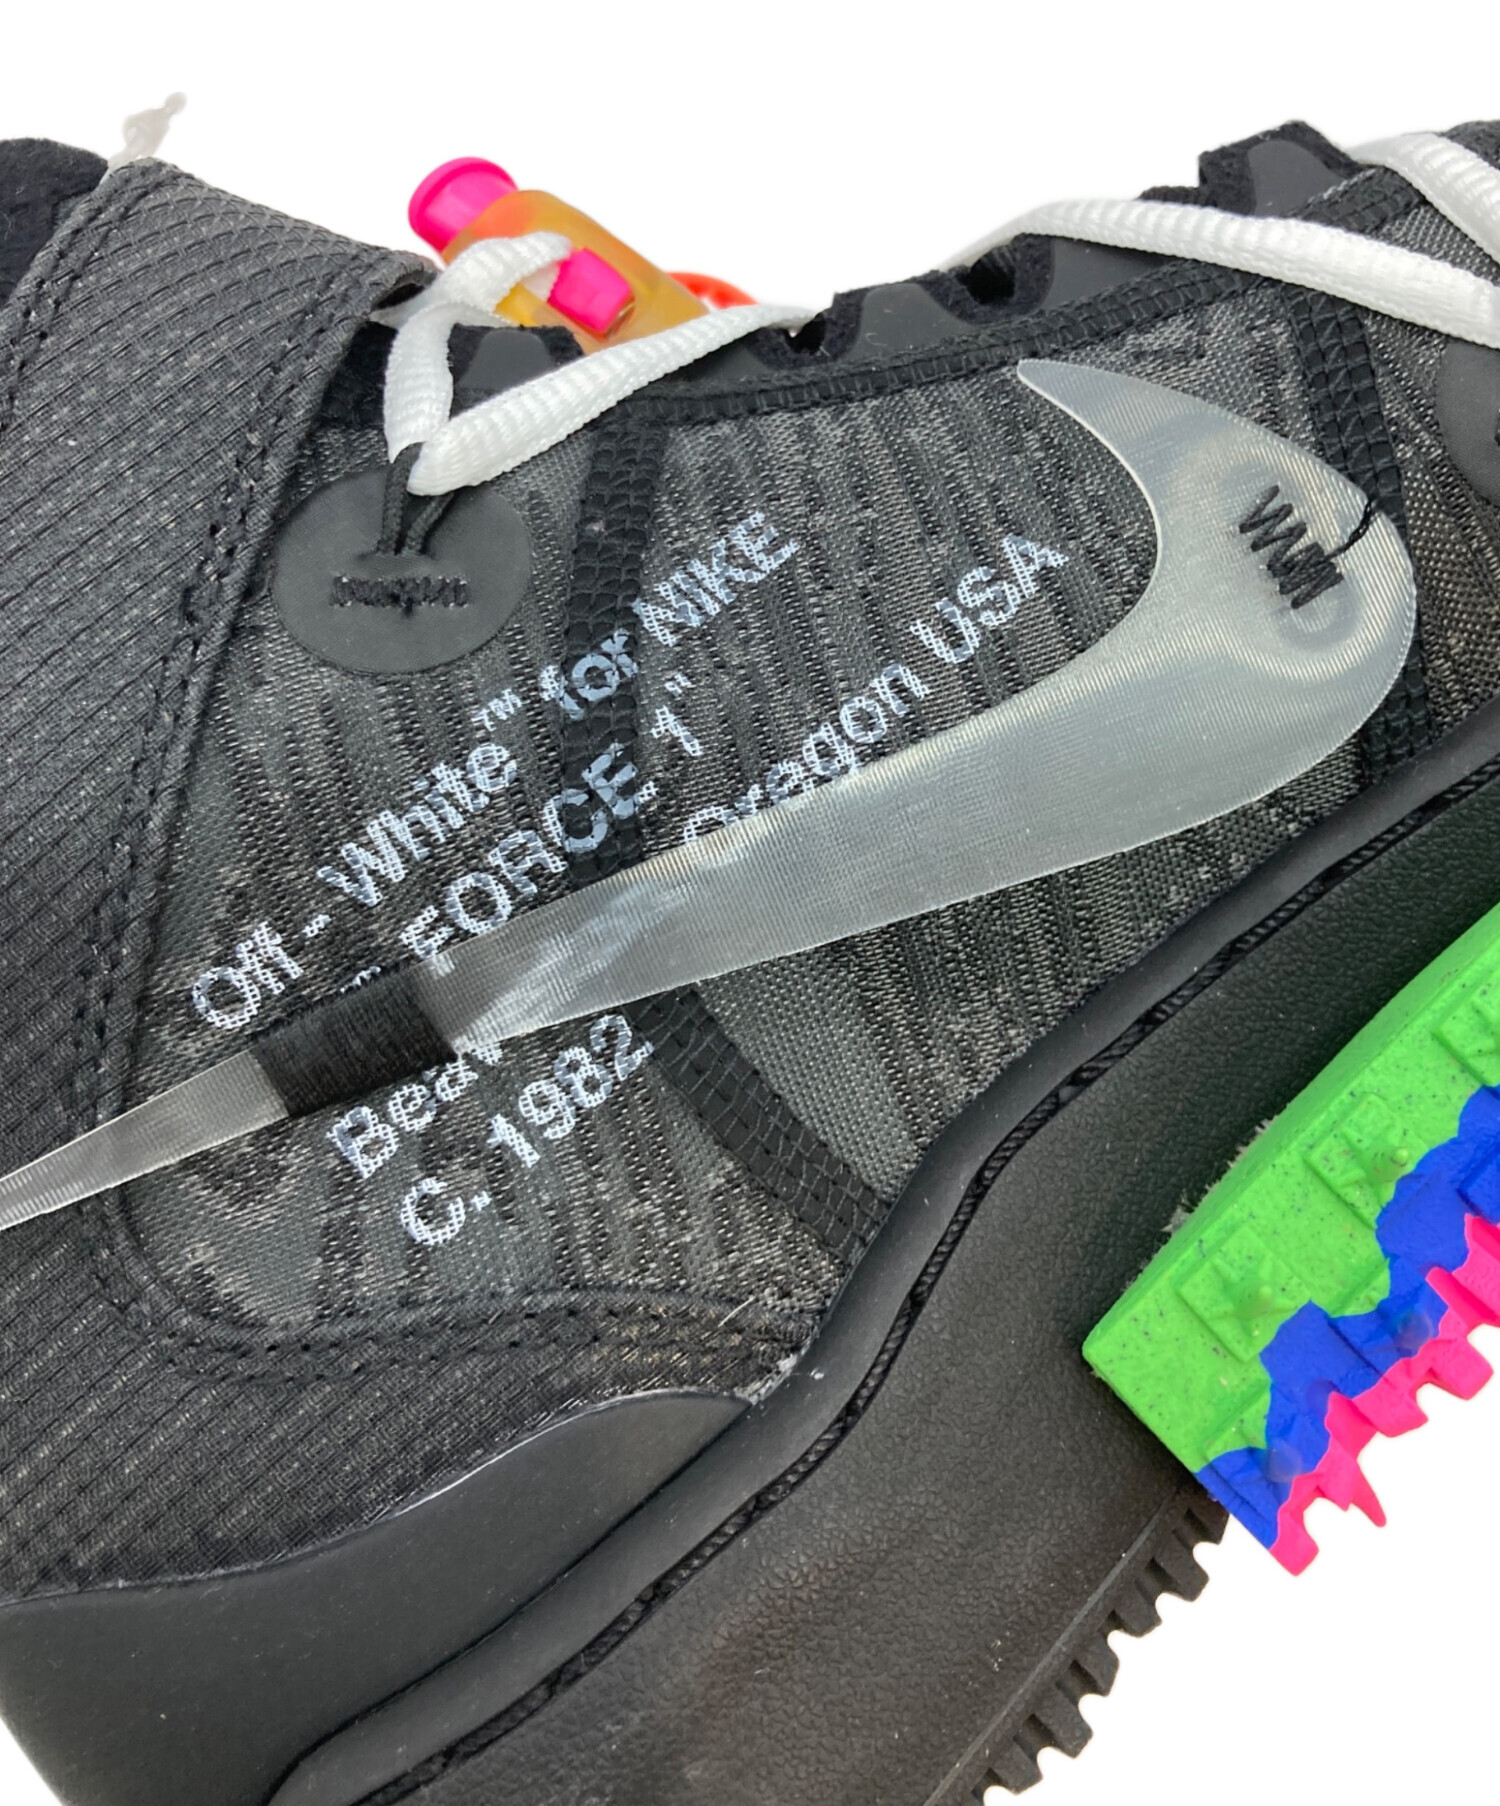 Off-White™ for NIKE
" FORCE 1"
Oregon USA
C. 1982